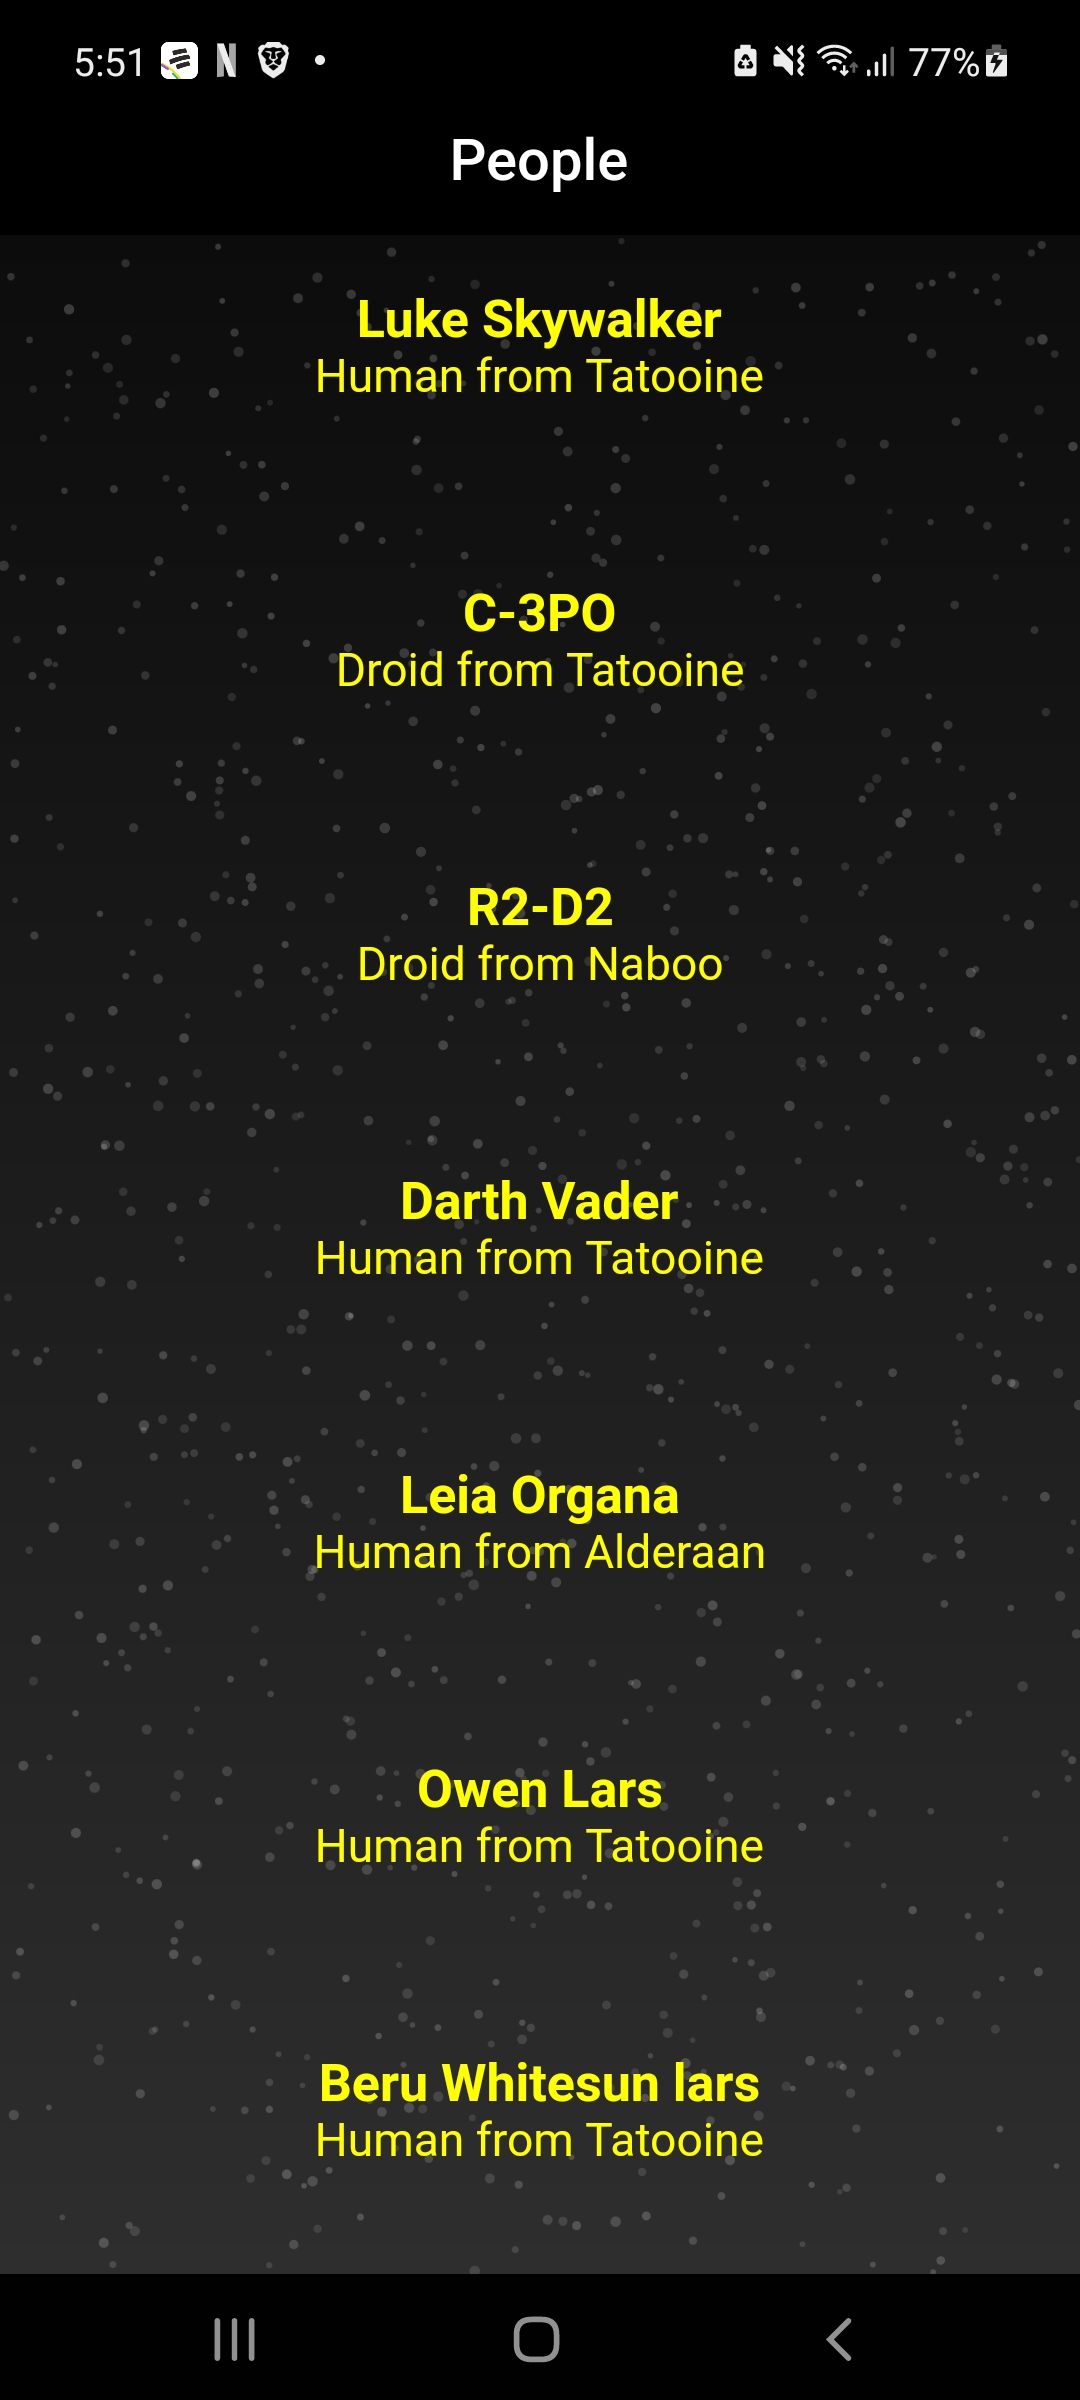 5:51
77%
People
Luke Skywalker
Human from Tatooine
C-3PO
Droid from Tatooine
R2-D2
Droid from Naboo
Darth Vader
Human from Tatooine
Leia Organa
Human from Alderaan
Owen Lars
Human from Tatooine
Beru Whitesun lars
Human from Tatooine